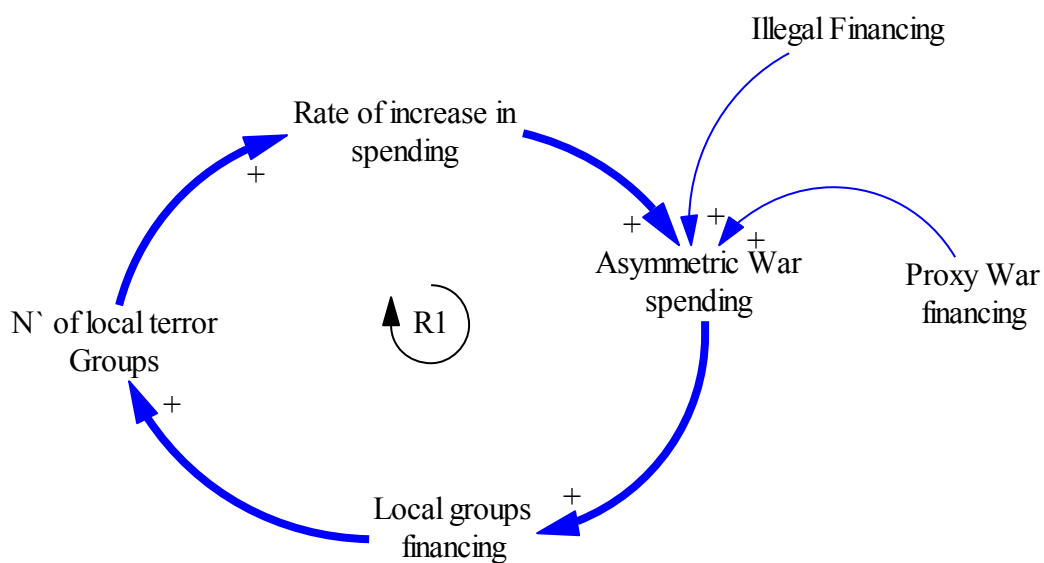 Illegal Financing
Rate of increase in
spending
+
+
+
+
Asymmetric War
spending
Proxy War
financing
N` of local terror
Groups
R1
+
+
Local groups
financing